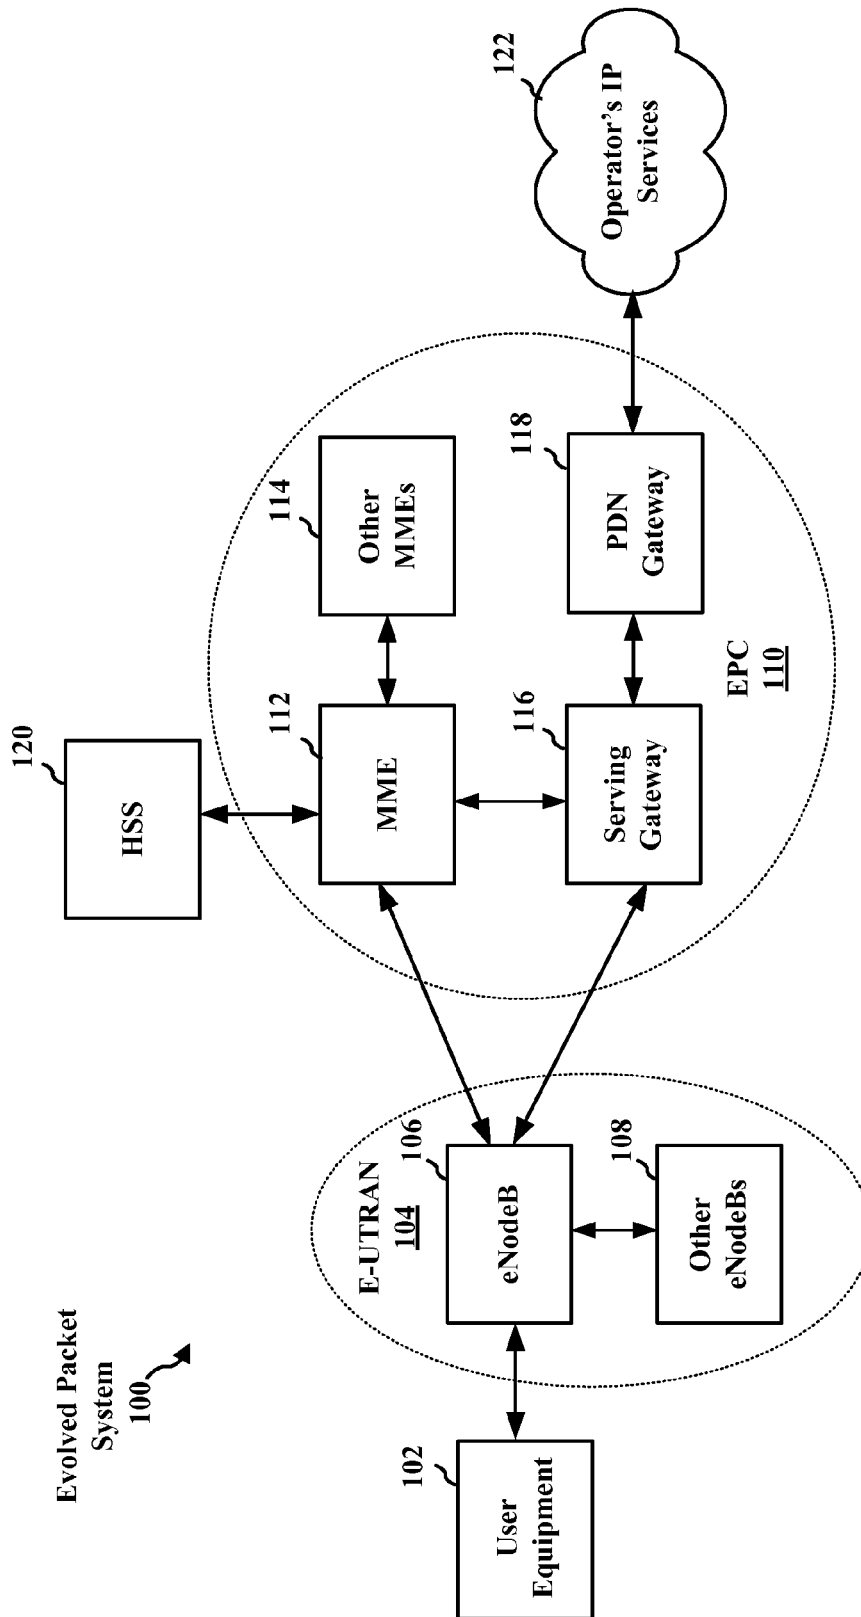 Evolved Packet
System
100
102
User
Equipment
E-UTRAN
104
106
eNodeB
108
Other
eNodeBs
120
HSS
112
MME
114
Other
MMEs
116
Serving
Gateway
118
PDN
Gateway
EPC
110
122
Operator's IP
Services